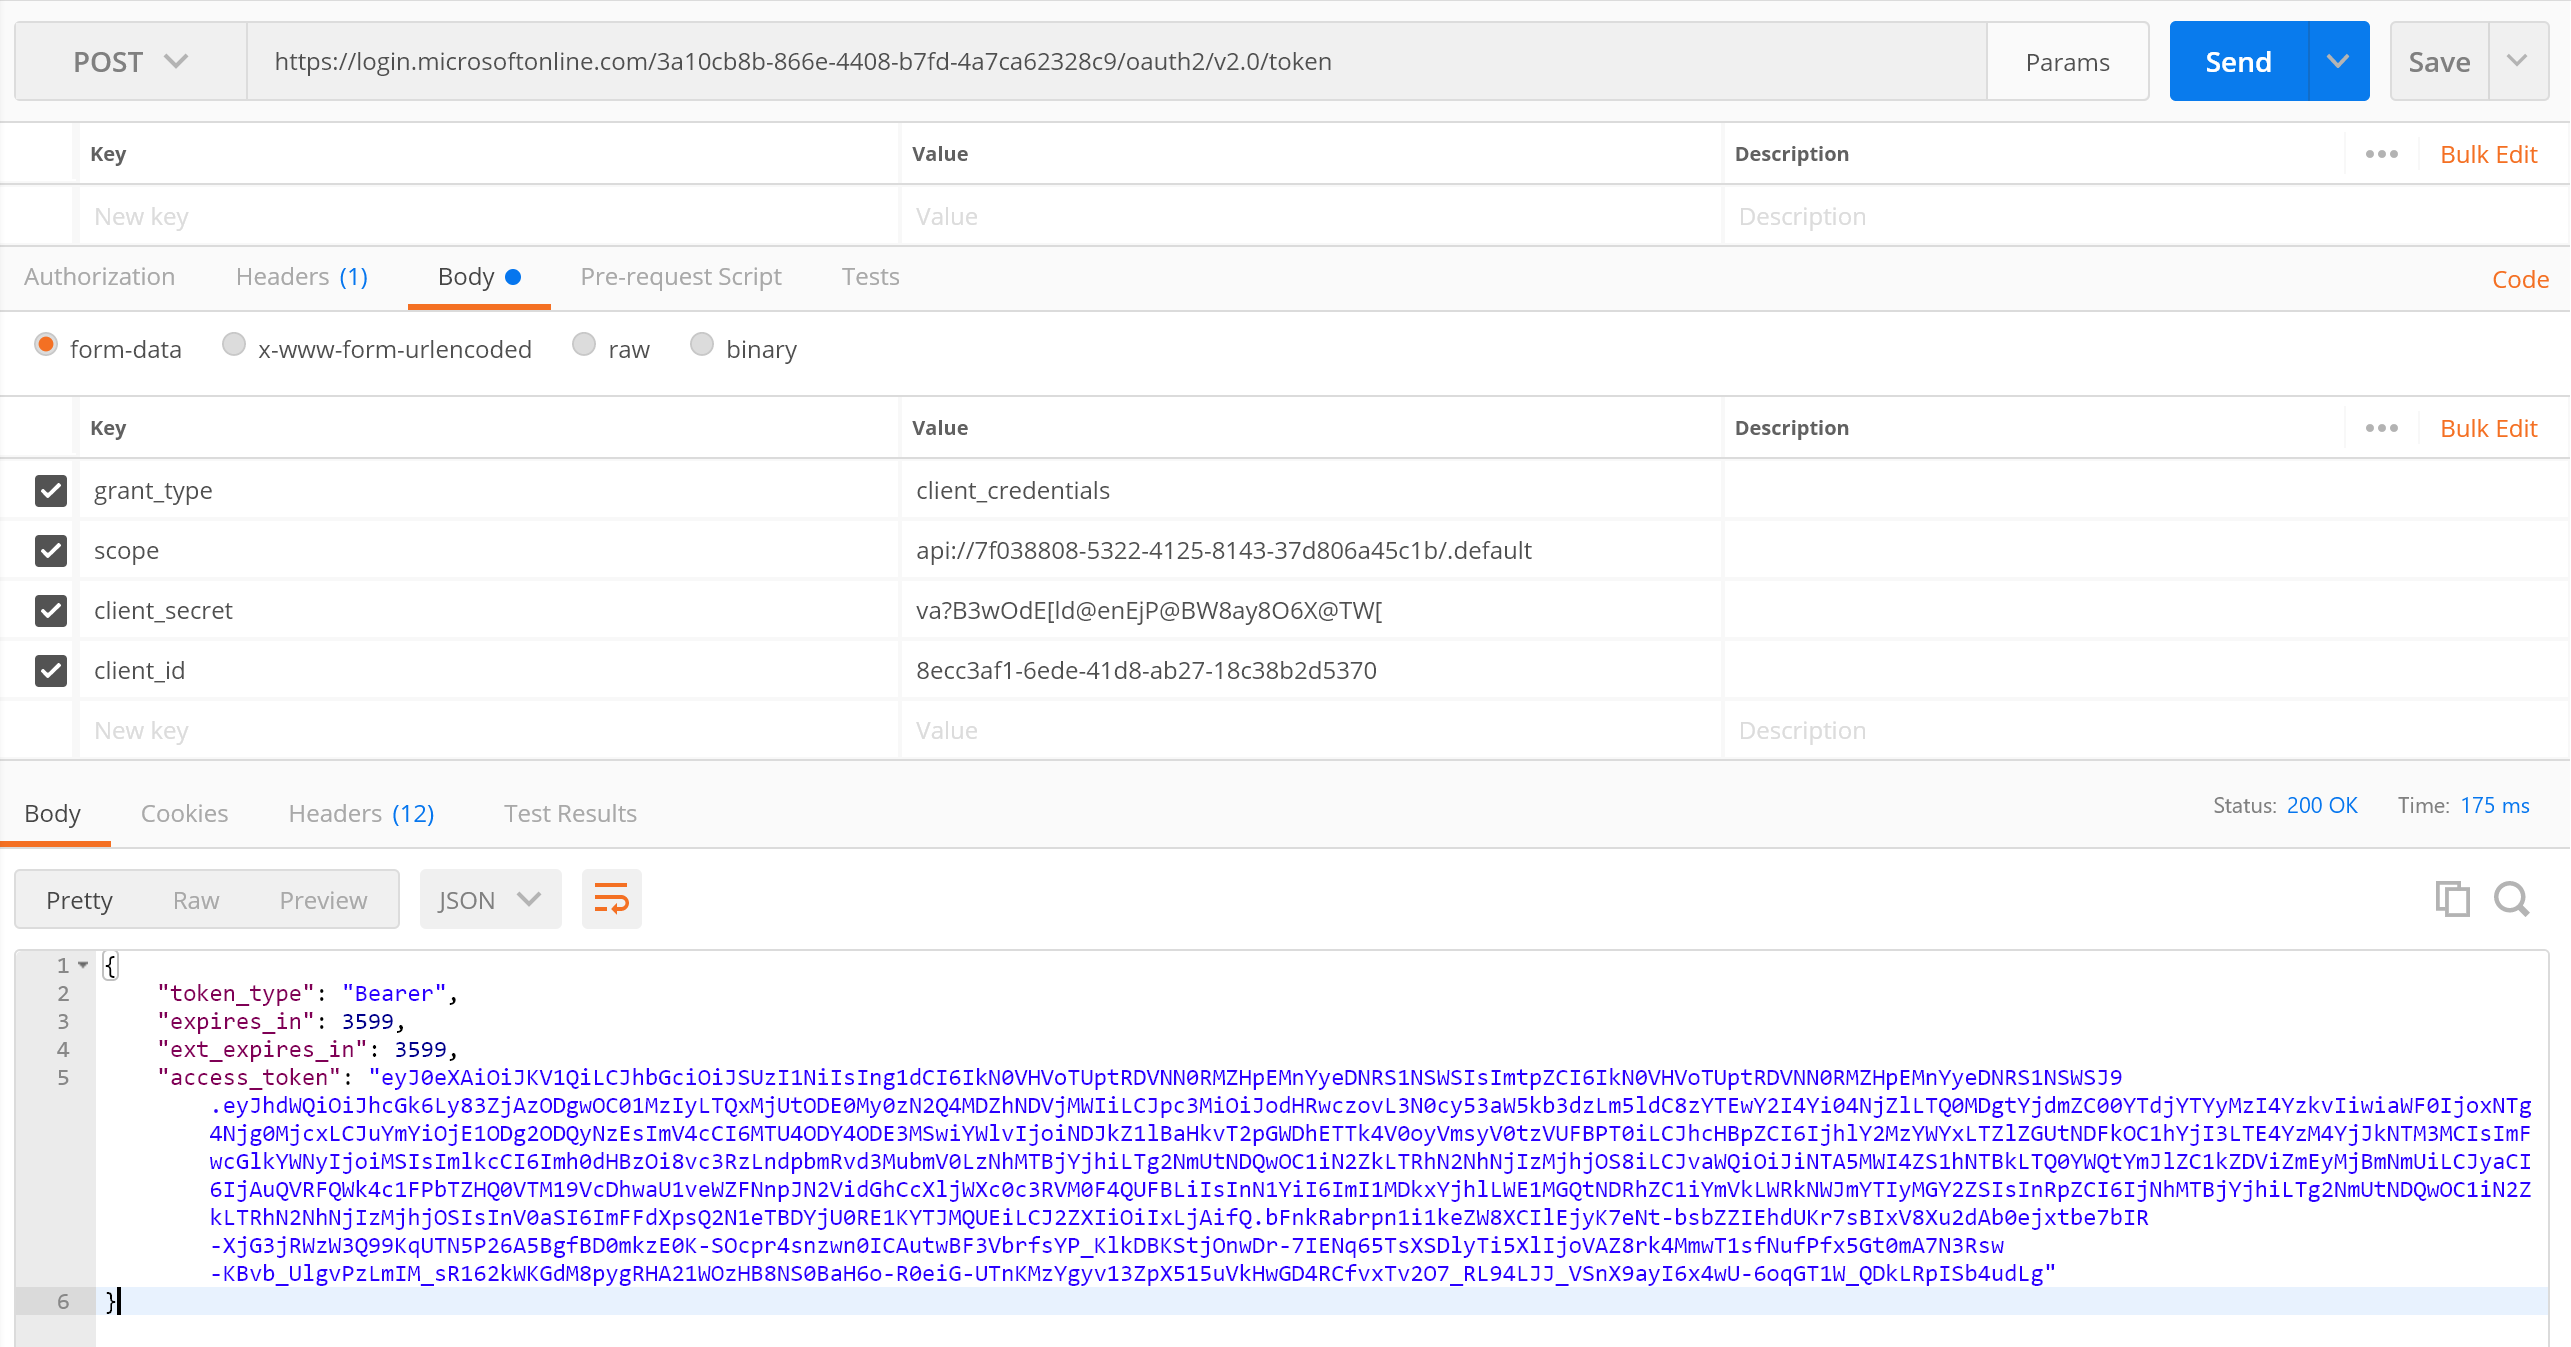 POST https://login.microsoftonline.com/3a10cb8b-866e-4408-b7fd-4a7ca62328c9/oauth2/v2.0/token Params Send Save
Key Value Description ••• Bulk Edit
New key Value Description
Authorization Headers (1) Body Pre-request Script Tests Code
form-data x-www-form-urlencoded raw binary
Key Value Description ••• Bulk Edit
grant_type client_credentials
scope api://7f038808-5322-4125-8143-37d806a45c1b/.default
client_secret va?B3wOdE[ld@enEjP@BW8ay8O6X@TW[
client_id 8ecc3af1-6ede-41d8-ab27-18c38b2d5370
New key Value Description
Body Cookies Headers (12) Test Results Status: 200 OK Time: 175 ms
Pretty Raw Preview JSON
1 {
2 "token_type": "Bearer",
3 "expires_in": 3599,
4 "ext_expires_in": 3599,
5 "access_token": "eyJ0eXAiOiJKV1QiLCJhbGciOiJSUzI1NiIsIng1dCI6IkN0VHVoTUptRDVNN0RMZHpEMnYyeDNRS1NSWSIsImtpZCI6IkN0VHVoTUptRDVNN0RMZHpEMnYyeDNRS1NSWSJ9
.eyJhdWQiOiJhcGk6Ly83ZjAzODgwOC01MzIyLTQxMjUtODE0My0zN2Q4MDZhNDVjMWIiLCJpc3MiOiJodHRwczovL3N0cy53aW5kb3dzLm5ldC8zYTEwY2I4Yi04NjZlLTQ0MDgtYjdmZC00YTdjYTYyMzI4YzkvIiwiaWF0IjoxNTg
4Njg0MjcxLCJuYmYiOjE1ODg2ODQyNzEsImV4cCI6MTU4ODY4ODE3MSwiYWlvIjoiNDJkZ1lBaHkvT2pGWDhETTk4V0oyVmsyV0tzVUFBPT0iLCJhcHBpZCI6IjhlY2MzYWYxLTZlZGUtNDFkOC1hYjI3LTE4YzM4YjJkNTM3MCIsImF
wcGlkYWNyIjoiMSIsImlkcCI6Imh0dHBzOi8vc3RzLndpbmRvd3MubmV0LzNhMTBjYjhiLTg2NmUtNDQwOC1iN2ZkLTRhN2NhNjIzMjhjOS8iLCJvaWQiOiJiNTA5MWI4ZS1hNTBkLTQ0YWQtYmJlZC1kZDViZmEyMjBmNmUiLCJyaCI
6IjAuQVRFQWk4c1FPbTZHQ0VTM19VcDhwaU1veWZFNnpJN2VidGhCcXljWXc0c3RVM0F4QUFBLiIsInN1YiI6ImI1MDkxYjhlLWE1MGQtNDRhZC1iYmVkLWRkNWJmYTIyMGY2ZSIsInRpZCI6IjNhMTBjYjhiLTg2NmUtNDQwOC1iN2Z
kLTRhN2NhNjIzMjhjOSIsInV0aSI6ImFFdXpsQ2N1eTBDYjU0RE1KYTJMQUEiLCJ2ZXIiOiIxLjAifQ.bFnkRabrpn1i1keZW8XCIlEjyK7eNt-bsbZZIEhdUKr7sBIxV8Xu2dAb0ejxtbe7bIR
-XjG3jRWzW3Q99KqUTN5P26A5BgfBD0mkzE0K-SOcpr4snzwn0ICAutwBF3VbrfsYP_KlkDBKStjOnwDr-7IENq65TsXSDlyTi5XlIjoVAZ8rk4MmwT1sfNufPfx5Gt0mA7N3Rsw
-KBvb_UlgvPzLmIM_sR162kWKGdM8pygRHA21WOzHB8NS0BaH6o-R0eiG-UTnKMzYgyv13ZpX515uVkHwGD4RCfvxTv2O7_RL94LJJ_VSnX9ayI6x4wU-6oqGT1W_QDkLRpISb4udLg"
6 }